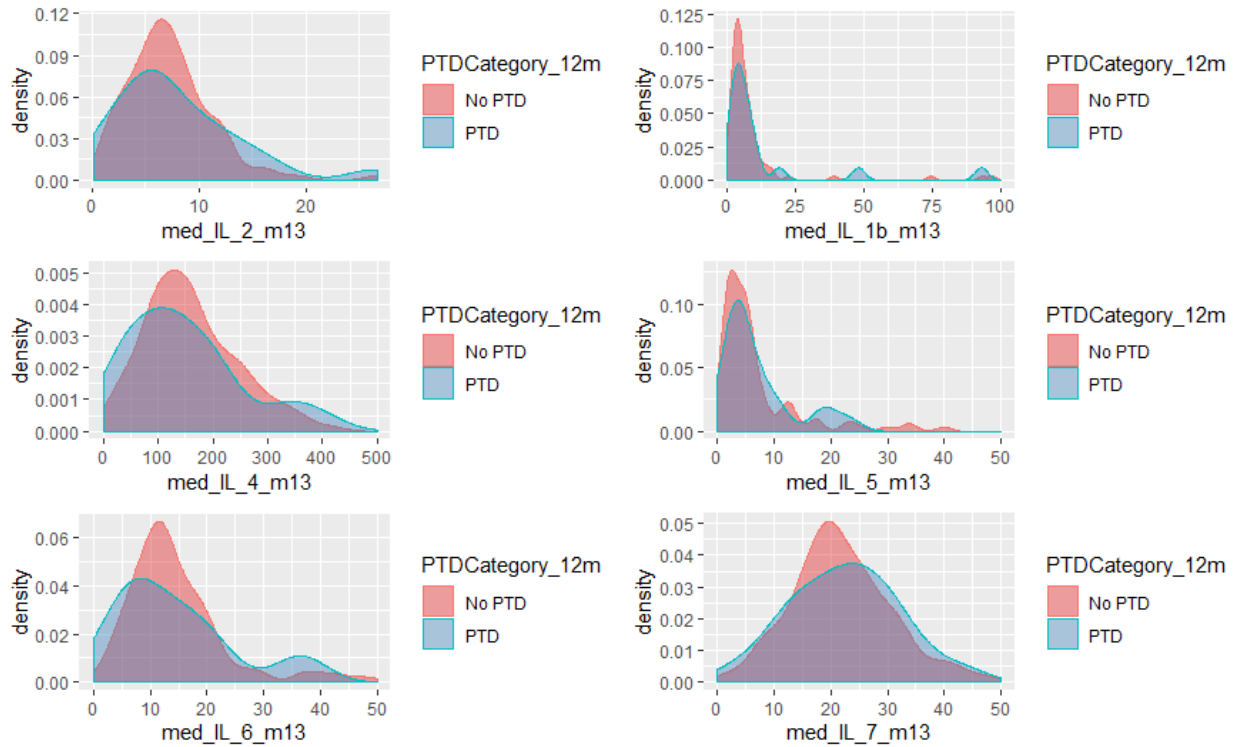 0.12
0.09
0.06
0.03
0.00
density
0 10 20
med_IL_2_m13
PTDCategory_12m
No PTD
PTD
0.125
0.100
0.075
0.050
0.025
0.000
density
0 25 50 75 100
med_IL_1b_m13
PTDCategory_12m
No PTD
PTD
0.005
0.004
0.003
0.002
0.001
0.000
density
0 100 200 300 400 500
med_IL_4_m13
PTDCategory_12m
No PTD
PTD
0.10
0.05
0.00
density
0 10 20 30 40 50
med_IL_5_m13
PTDCategory_12m
No PTD
PTD
0.06
0.04
0.02
0.00
density
0 10 20 30 40 50
med_IL_6_m13
PTDCategory_12m
No PTD
PTD
0.05
0.04
0.03
0.02
0.01
0.00
density
0 10 20 30 40 50
med_IL_7_m13
PTDCategory_12m
No PTD
PTD